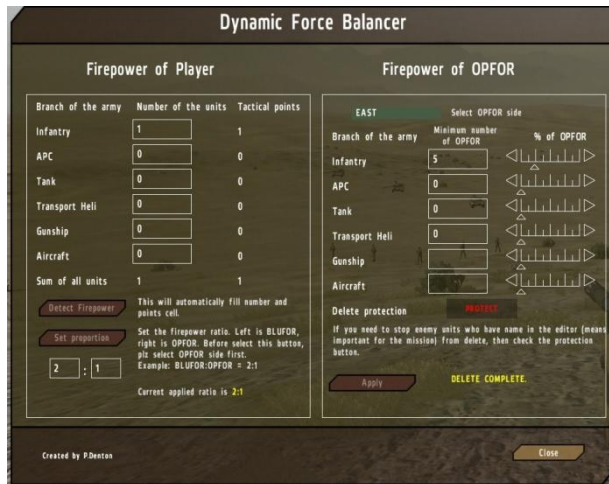 Dynamic Force Balancer
Firepower of Player
Branch of the army Number of the units Tactical points
Infantry 1 1
APC 0 0
Tank 0 0
Transport Heli 0 0
Gunship 0 0
Aircraft 0 0
Sum of all units 1 1
Detect Firepower This will automatically fill number and
points cell.
Set proportion Set the firepower ratio. Left is BLUFOR,
right is OPFOR. Before select this button,
plz select OPFOR side first.
Example: BLUFOR:OPFOR = 2:1
2 : 1
Current applied ratio is 2:1
Firepower of OPFOR
EAST Select OPFOR side
Branch of the army Minimum number
of OPFOR % of OPFOR
Infantry 5
APC 0
Tank 0
Transport Heli 0
Gunship
Aircraft
Delete protection PROTECT
If you need to stop enemy units who have name in the editor (means
important for the mission) from delete, then check the protection
button.
Apply DELETE COMPLETE.
Created by P.Denton
Close